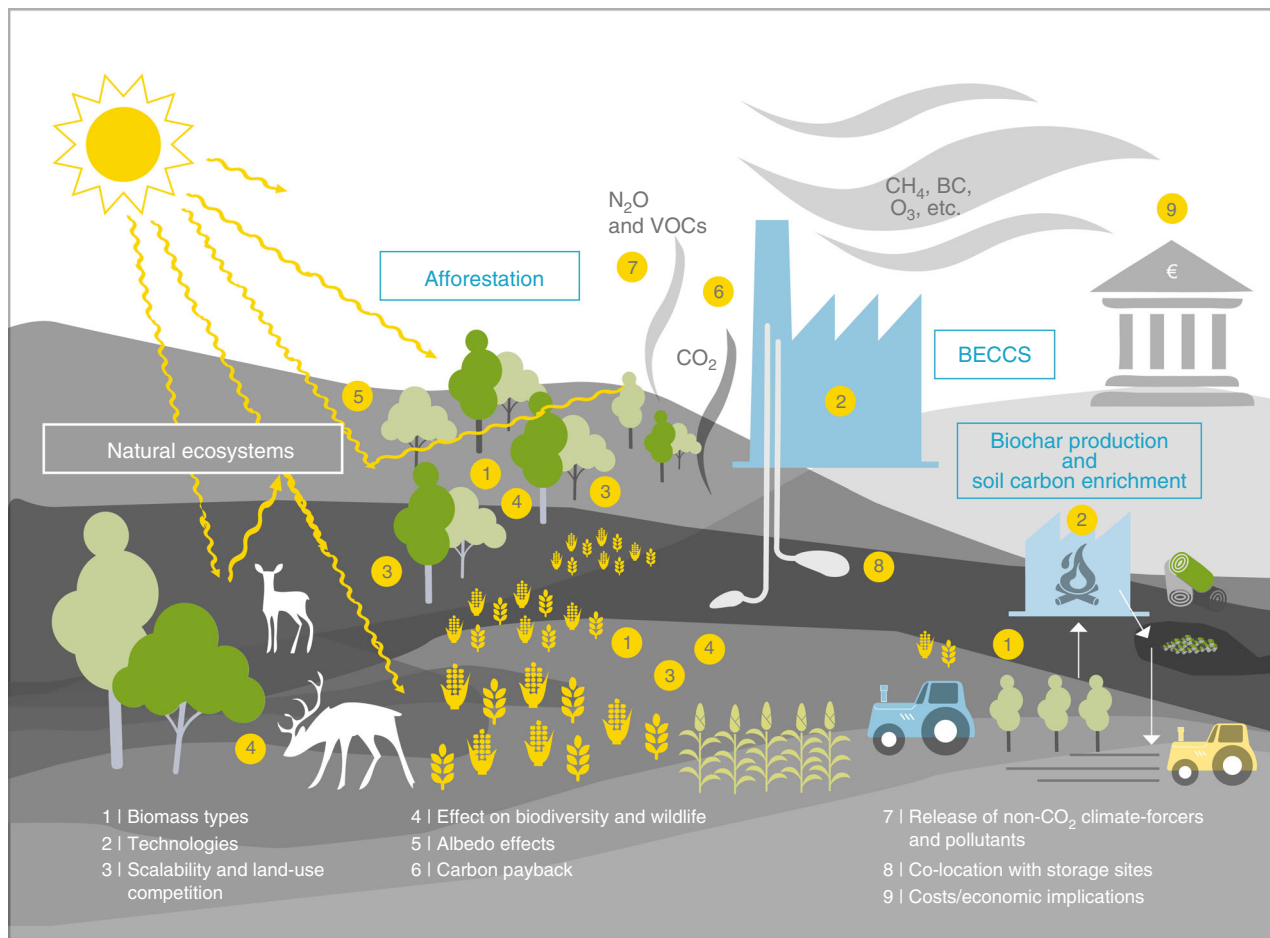 N₂O
and VOCs
7
CH₄, BC,
O₃, etc.
9
€
Afforestation
6
CO₂
BECCS
5
2
Natural ecosystems
Biochar production
and
soil carbon enrichment
1
4
3
2
3
8
1
4
3
1
4
1 | Biomass types
2 | Technologies
3 | Scalability and land-use
competition
4 | Effect on biodiversity and wildlife
5 | Albedo effects
6 | Carbon payback
7 | Release of non-CO₂ climate-forcers
and pollutants
8 | Co-location with storage sites
9 | Costs/economic implications